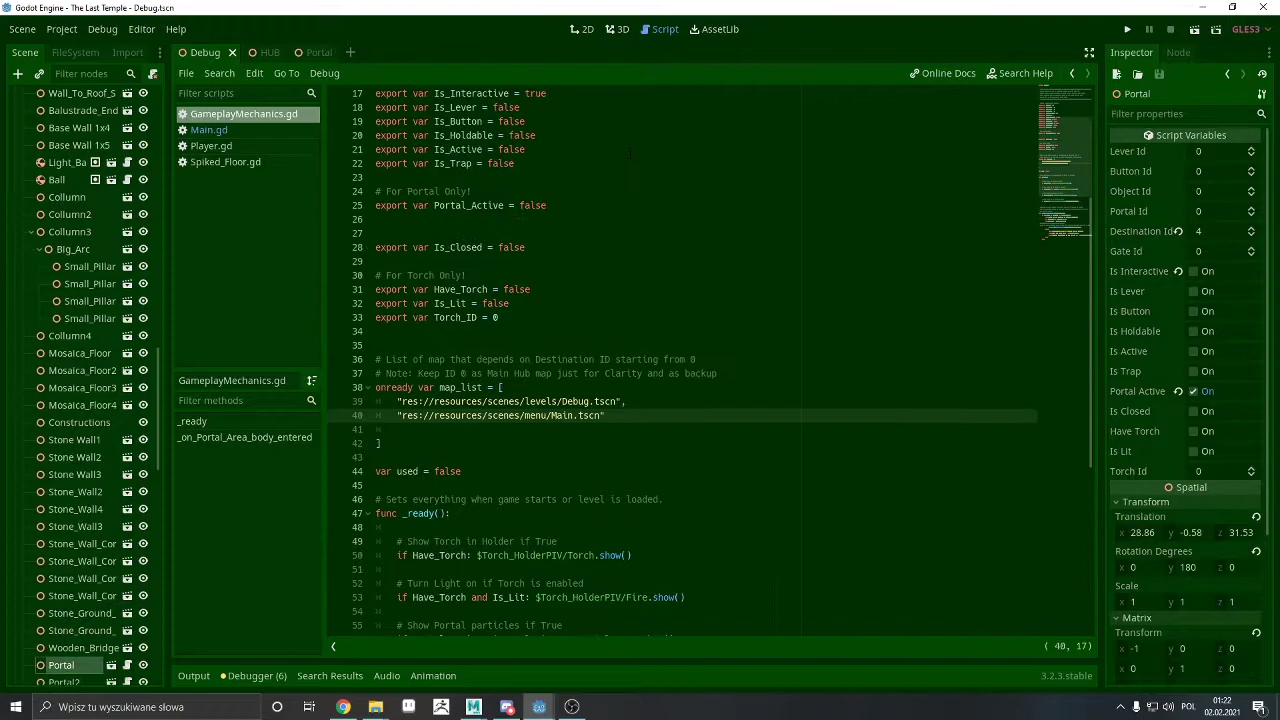 Godot Engine - The Last Temple - Debug.tscn
Scene Project Debug Editor Help
2D 3D Script AssetLib
GLES3
Scene FileSystem Import
Filter nodes
Wall_To_Roof_S
Balustrade_End
Base Wall 1x4
Base Wall 1x5
Light_Ba
Ball
Collumn
Collumn2
Collumn3
Big_Arc
Small_Pillar
Small_Pillar
Small_Pillar
Small_Pillar
Collumn4
Mosaica_Floor
Mosaica_Floor2
Mosaica_Floor3
Mosaica_Floor4
Constructions
Stone Wall1
Stone Wall2
Stone Wall3
Stone_Wall2
Stone_Wall4
Stone_Wall3
Stone_Wall_Cor
Stone_Wall_Cor
Stone_Wall_Cor
Stone_Ground_
Stone_Ground_
Wooden_Bridge
Portal
Portal2
Debug HUB Portal
File Search Edit Go To Debug
Online Docs Search Help
Filter scripts
GameplayMechanics.gd
Main.gd
Player.gd
Spiked_Floor.gd
GameplayMechanics.gd
Filter methods
_ready
_on_Portal_Area_body_entered
17 export var Is_Interactive = true
18 export var Is_Lever = false
19 export var Is_Button = false
20 export var Is_Holdable = false
21 export var Is_Active = false
22 export var Is_Trap = false
23
24 # For Portal Only!
25 export var Portal_Active = false
26
27
28 export var Is_Closed = false
29
30 # For Torch Only!
31 export var Have_Torch = false
32 export var Is_Lit = false
33 export var Torch_ID = 0
34
35
36 # List of map that depends on Destination ID starting from 0
37 # Note: Keep ID 0 as Main Hub map just for Clarity and as backup
38 onready var map_list = [
39 "res://resources/scenes/levels/Debug.tscn",
40 "res://resources/scenes/menu/Main.tscn"
41
42 ]
43
44 var used = false
45
46 # Sets everything when game starts or level is loaded.
47 func _ready():
48
49 # Show Torch in Holder if True
50 if Have_Torch: $Torch_HolderPIV/Torch.show()
51
52 # Turn Light on if Torch is enabled
53 if Have_Torch and Is_Lit: $Torch_HolderPIV/Fire.show()
54
55 # Show Portal particles if True
( 40, 17)
Output Debugger (6) Search Results Audio Animation
3.2.3.stable
Inspector Node
Portal
Filter properties
Script Variables
Lever Id 0
Button Id 0
Object Id 0
Portal Id 0
Destination Id 4
Gate Id 0
Is Interactive On
Is Lever On
Is Button On
Is Holdable On
Is Active On
Is Trap On
Portal Active On
Is Closed On
Have Torch On
Is Lit On
Torch Id 0
Spatial
Transform
Translation
x 28.86 y -0.58 z 31.53
Rotation Degrees
x 0 y 180 z 0
Scale
x 1 y 1 z 1
Matrix
Transform
x -1 y 0 z 0
x 0 y 1 z 0
Wpisz tu wyszukiwane słowa
POL
01:22
02.02.2021